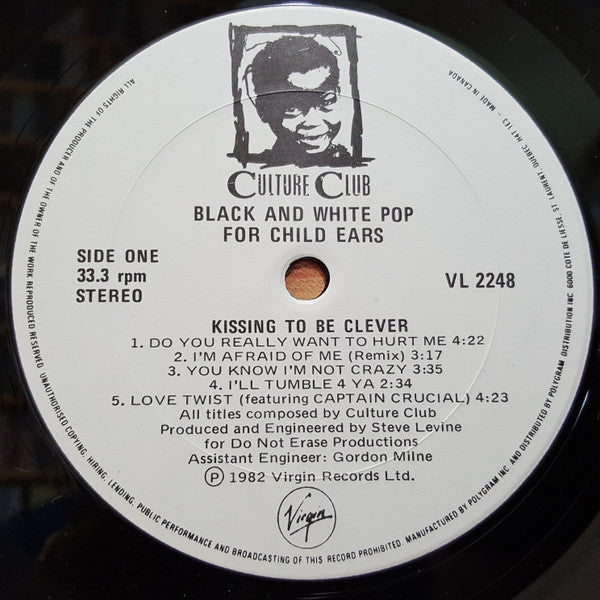 CULTURE CLUB
BLACK AND WHITE POP
FOR CHILD EARS
SIDE ONE
33.3 rpm
STEREO
VL 2248
KISSING TO BE CLEVER
1. DO YOU REALLY WANT TO HURT ME 4:22
2. I'M AFRAID OF ME (Remix) 3:17
3. YOU KNOW I'M NOT CRAZY 3:35
4. I'LL TUMBLE 4 YA 2:34
5. LOVE TWIST (featuring CAPTAIN CRUCIAL) 4:23
All titles composed by Culture Club
Produced and Engineered by Steve Levine
for Do Not Erase Productions
Assistant Engineer: Gordon Milne
Ⓟ 1982 Virgin Records Ltd.
Virgin
ALL RIGHTS OF THE PRODUCER AND OF THE OWNER OF THE WORK REPRODUCED RESERVED. UNAUTHORISED COPYING, HIRING, LENDING, PUBLIC PERFORMANCE AND BROADCASTING OF THIS RECORD PROHIBITED. MANUFACTURED BY POLYGRAM INC. AND DISTRIBUTED BY POLYGRAM DISTRIBUTION INC. 6000 COTE DE LIESSE, ST. LAURENT, QUEBEC H4T 1E3 - MADE IN CANADA